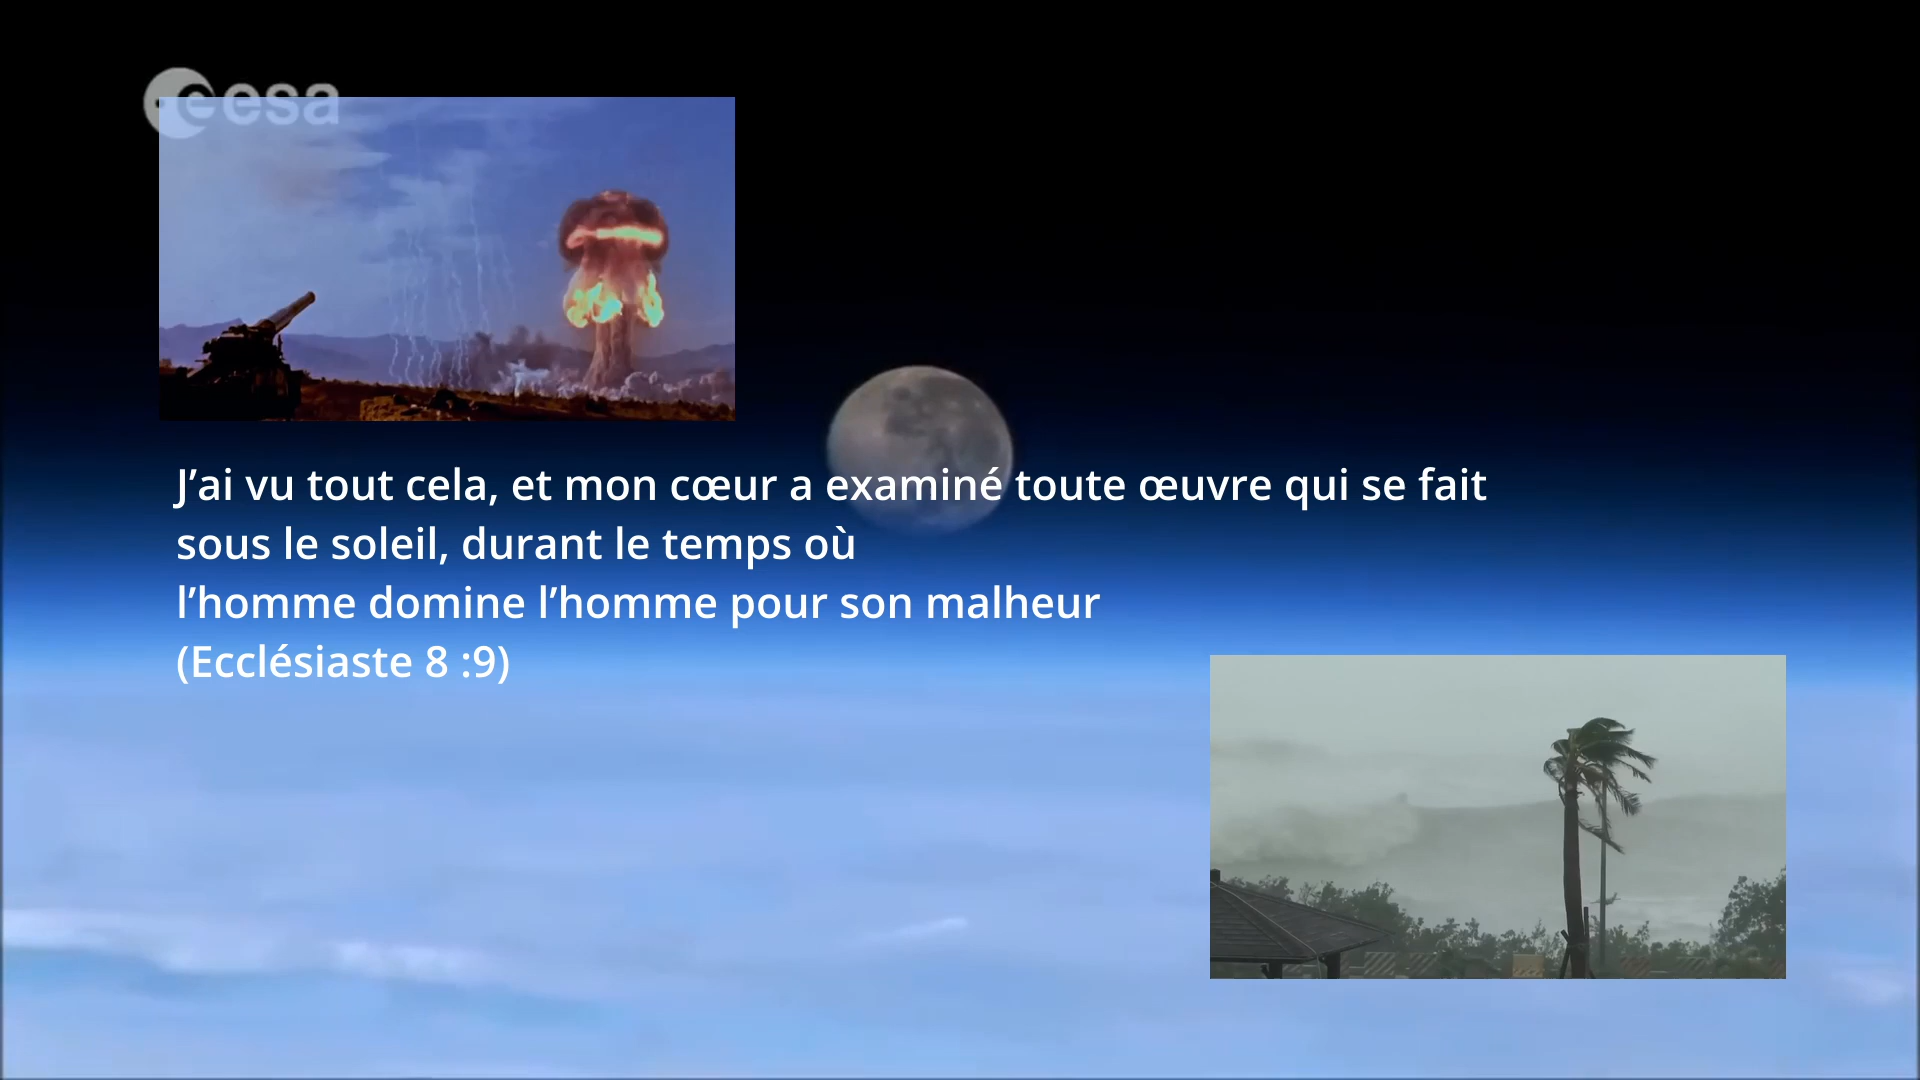 esa
J’ai vu tout cela, et mon cœur a examiné toute œuvre qui se fait
sous le soleil, durant le temps où
l’homme domine l’homme pour son malheur
(Ecclésiaste 8 :9)